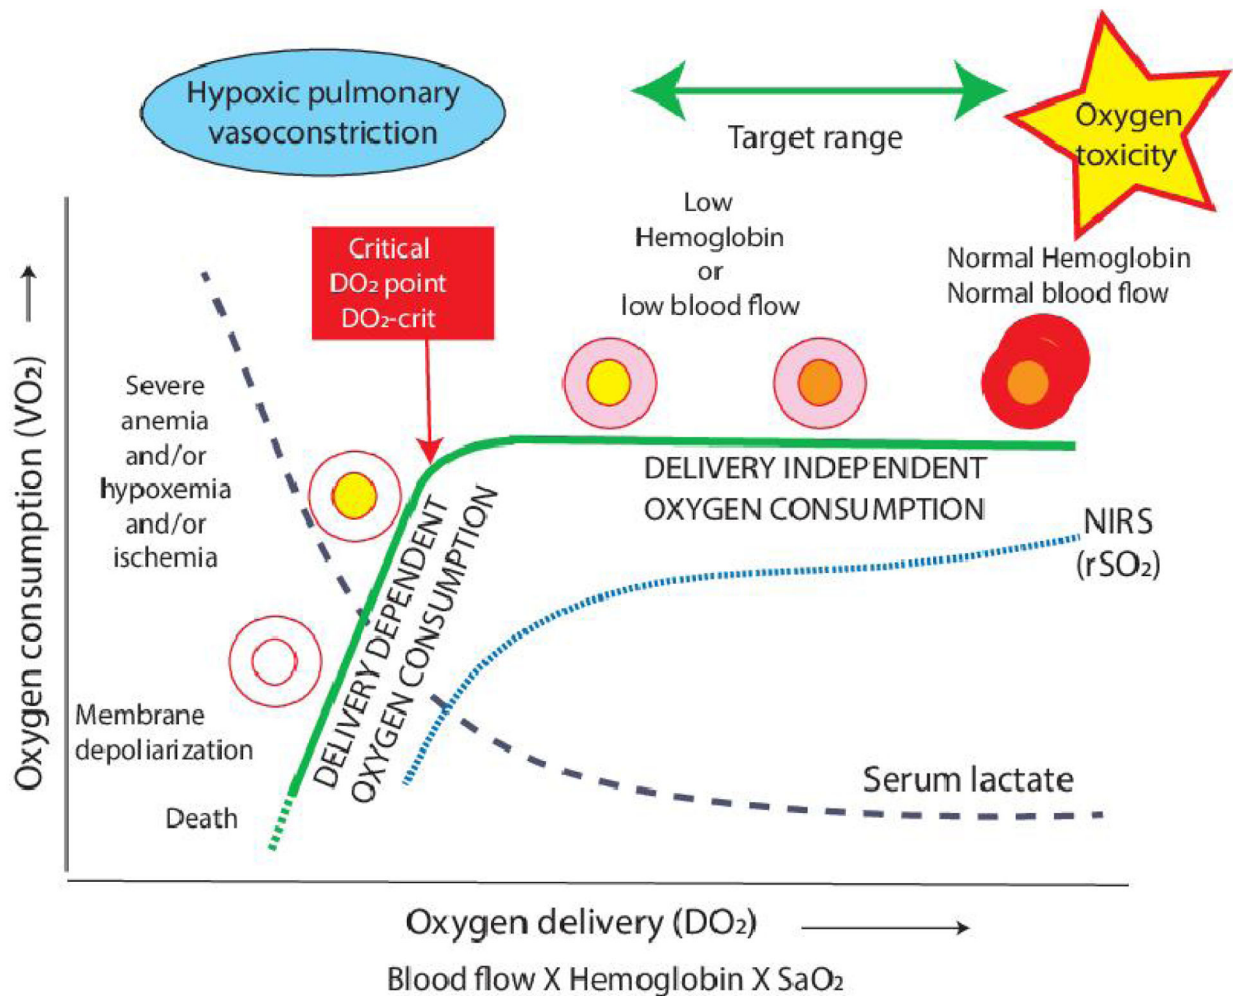 Hypoxic pulmonary
vasoconstriction
Target range
Oxygen
toxicity
Low
Hemoglobin
or
low blood flow
Normal Hemoglobin
Normal blood flow
Critical
DO₂ point
DO₂-crit
Severe
anemia
and/or
hypoxemia
and/or
ischemia
Membrane
depoliarization
Death
DELIVERY DEPENDENT
OXYGEN CONSUMPTION
DELIVERY INDEPENDENT
OXYGEN CONSUMPTION
NIRS
(rSO₂)
Serum lactate
Oxygen consumption (VO₂)
Oxygen delivery (DO₂)
Blood flow X Hemoglobin X SaO₂